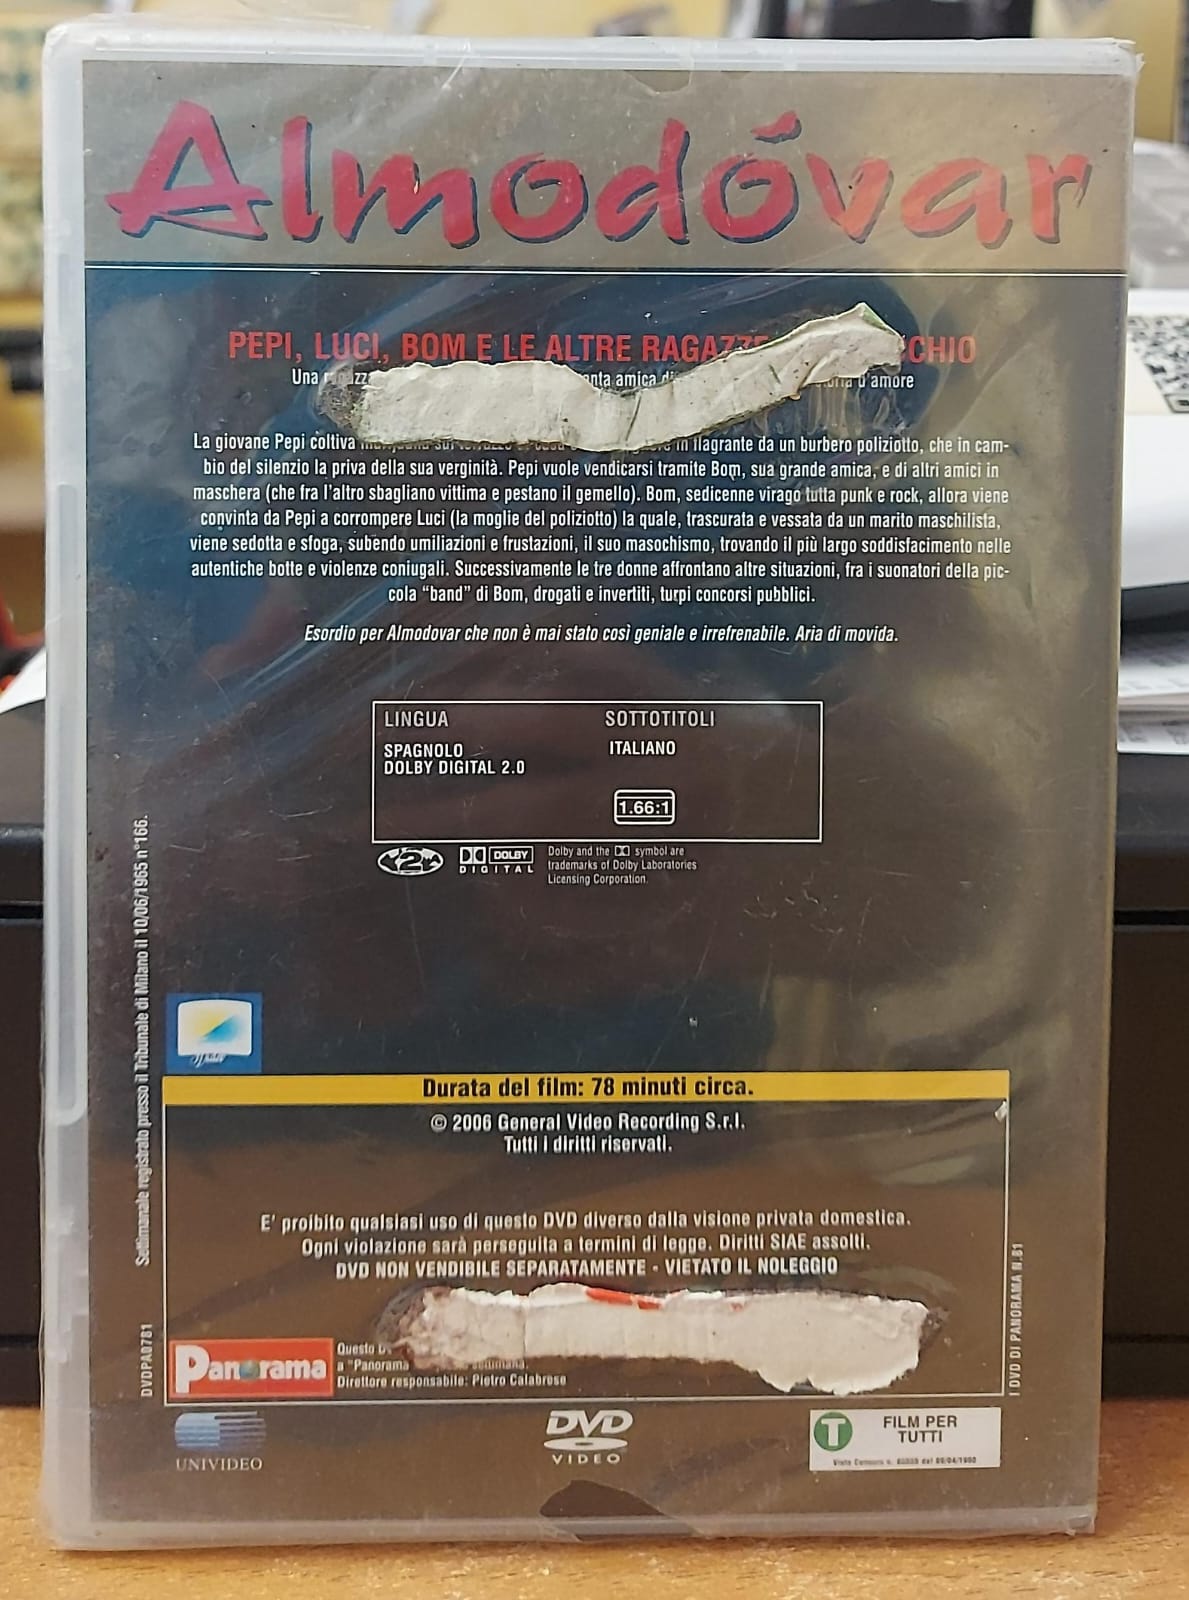 Almodóvar
PEPI, LUCI, BOM E LE ALTRE RAGAZZE CCHIO
Una nta amica d'amore
La giovane Pepi coltiva in flagrante da un burbero poliziotto, che in cam-
bio del silenzio la priva della sua verginità. Pepi vuole vendicarsi tramite Bom, sua grande amica, e di altri amici in
maschera (che fra l'altro sbagliano vittima e pestano il gemello). Bom, sedicenne virago tutta punk e rock, allora viene
convinta da Pepi a corrompere Luci (la moglie del poliziotto) la quale, trascurata e vessata da un marito maschilista,
viene sedotta e sfoga, subendo umiliazioni e frustazioni, il suo masochismo, trovando il più largo soddisfacimento nelle
autentiche botte e violenze coniugali. Successivamente le tre donne affrontano altre situazioni, fra i suonatori della pic-
cola “band” di Bom, drogati e invertiti, turpi concorsi pubblici.
Esordio per Almodovar che non è mai stato così geniale e irrefrenabile. Aria di movida.
LINGUA
SPAGNOLO
DOLBY DIGITAL 2.0
SOTTOTITOLI
ITALIANO
1.66:1
2
DOLBY
DIGITAL
Dolby and the symbol are
trademarks of Dolby Laboratories
Licensing Corporation.
Settimanale registrato presso il Tribunale di Milano il 10/06/1965 n°166.
Durata del film: 78 minuti circa.
© 2006 General Video Recording S.r.l.
Tutti i diritti riservati.
E' proibito qualsiasi uso di questo DVD diverso dalla visione privata domestica.
Ogni violazione sarà perseguita a termini di legge. Diritti SIAE assolti.
DVD NON VENDIBILE SEPARATAMENTE - VIETATO IL NOLEGGIO
DVDPA0781
I DVD DI PANORAMA N.81
Panorama
Questo
a "Panorama
Direttore responsabile: Pietro Calabrese
UNIVIDEO
DVD
VIDEO
T
FILM PER
TUTTI